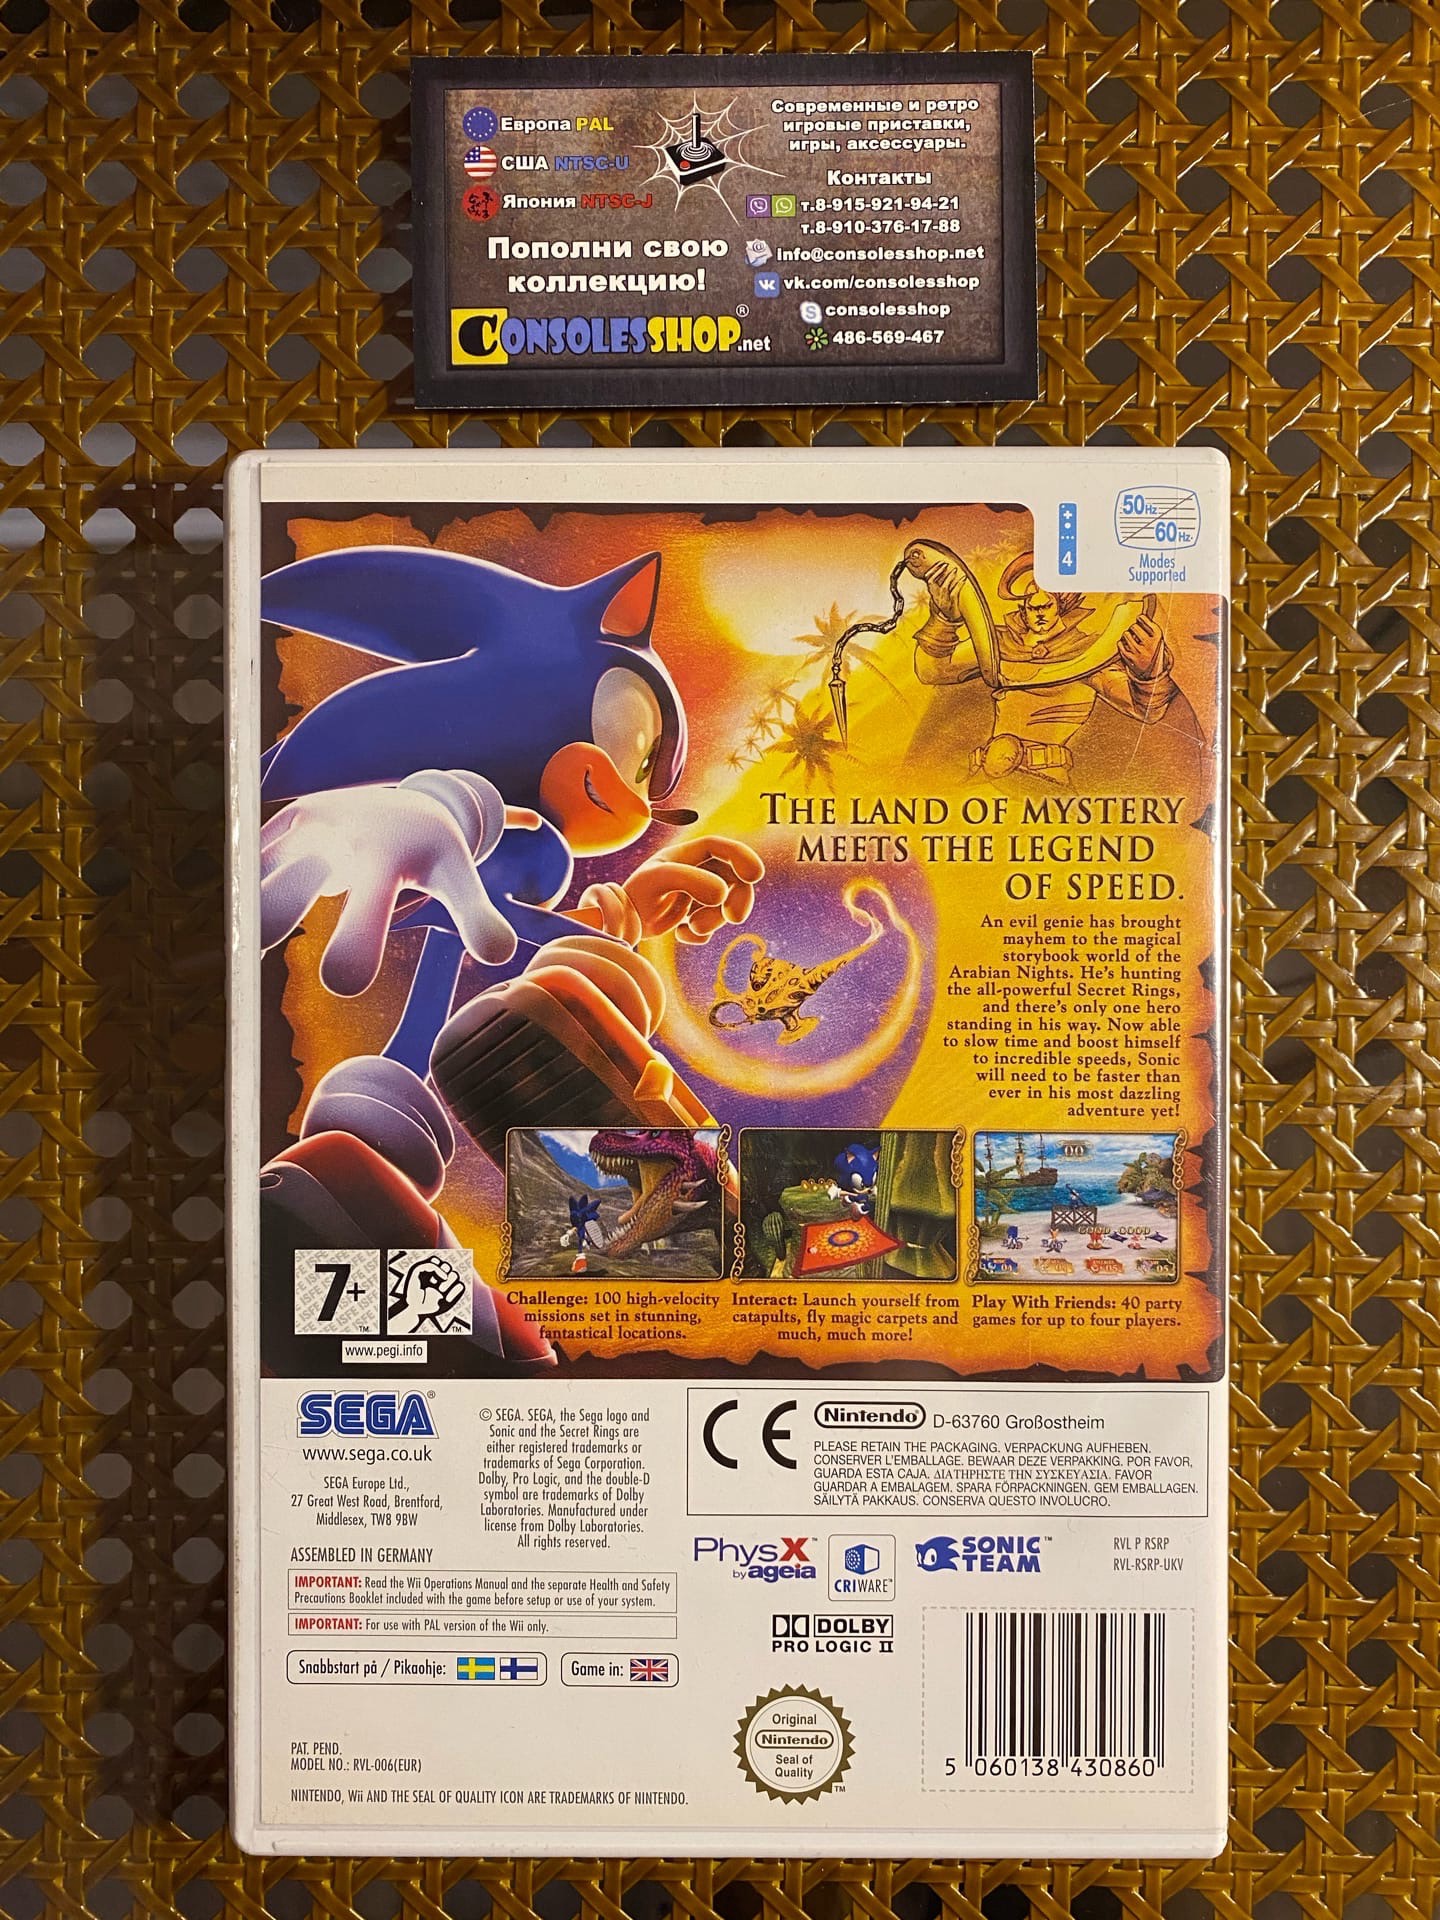 Европа PAL
США NTSC-U
Япония NTSC-J
Пополни свою
коллекцию!
CONSOLESSHOP.net
®
Современные и ретро
игровые приставки,
игры, аксессуары.
Контакты
т.8-915-921-94-21
т.8-910-376-17-88
info@consolesshop.net
vk.com/consolesshop
consolesshop
486-569-467
4
50Hz
60Hz
Modes
Supported
THE LAND OF MYSTERY
MEETS THE LEGEND
OF SPEED.
An evil genie has brought
mayhem to the magical
storybook world of the
Arabian Nights. He's hunting
the all-powerful Secret Rings,
and there's only one hero
standing in his way. Now able
to slow time and boost himself
to incredible speeds, Sonic
will need to be faster than
ever in his most dazzling
adventure yet!
Challenge: 100 high-velocity
missions set in stunning,
fantastical locations.
Interact: Launch yourself from
catapults, fly magic carpets and
much, much more!
Play With Friends: 40 party
games for up to four players.
7+
www.pegi.info
SEGA®
www.sega.co.uk
SEGA Europe Ltd.,
27 Great West Road, Brentford,
Middlesex, TW8 9BW
© SEGA. SEGA, the Sega logo and
Sonic and the Secret Rings are
either registered trademarks or
trademarks of Sega Corporation.
Dolby, Pro Logic, and the double-D
symbol are trademarks of Dolby
Laboratories. Manufactured under
license from Dolby Laboratories.
All rights reserved.
CE
Nintendo® D-63760 Großostheim
PLEASE RETAIN THE PACKAGING. VERPACKUNG AUFHEBEN.
CONSERVER L'EMBALLAGE. BEWAAR DEZE VERPAKKING. POR FAVOR,
GUARDA ESTA CAJA. ΔΙΑΤΗΡΗΣΤΕ ΤΗΝ ΣΥΣΚΕΥΑΣΙΑ. FAVOR
GUARDAR A EMBALAGEM. SPARA FÖRPACKNINGEN. GEM EMBALLAGEN.
SÄILYTÄ PAKKAUS. CONSERVA QUESTO INVOLUCRO.
ASSEMBLED IN GERMANY
IMPORTANT: Read the Wii Operations Manual and the separate Health and Safety
Precautions Booklet included with the game before setup or use of your system.
IMPORTANT: For use with PAL version of the Wii only.
Snabbstart på / Pikaohje:
Game in:
PhysX™
by ageia
CRIWARE™
SONIC™
TEAM
RVL P RSRP
RVL-RSRP-UKV
DOLBY
PRO LOGIC II
Original
Nintendo
Seal of
Quality
TM
5 060138 430860
PAT. PEND.
MODEL NO.: RVL-006(EUR)
NINTENDO, Wii AND THE SEAL OF QUALITY ICON ARE TRADEMARKS OF NINTENDO.